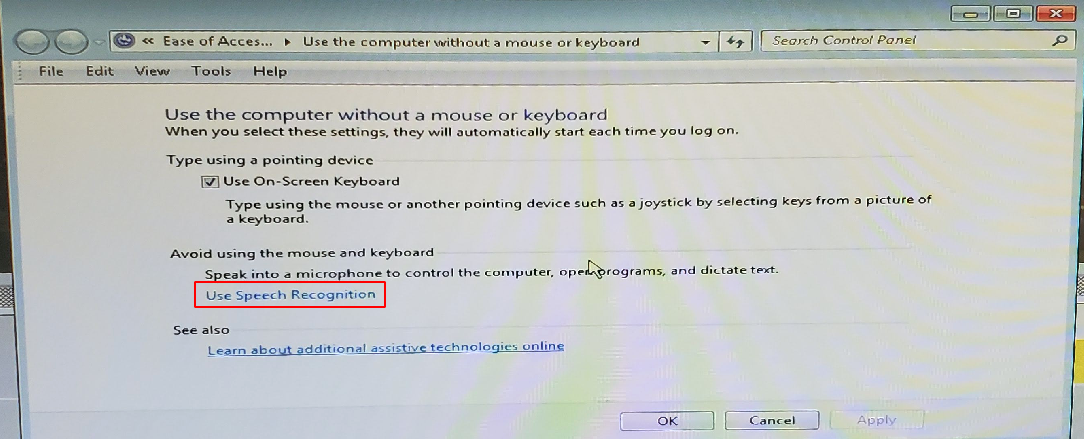 « Ease of Acces... ▸ Use the computer without a mouse or keyboard
Search Control Panel
File Edit View Tools Help
Use the computer without a mouse or keyboard
When you select these settings, they will automatically start each time you log on.
Type using a pointing device
Use On-Screen Keyboard
Type using the mouse or another pointing device such as a joystick by selecting keys from a picture of
a keyboard.
Avoid using the mouse and keyboard
Speak into a microphone to control the computer, open programs, and dictate text.
Use Speech Recognition
See also
Learn about additional assistive technologies online
OK Cancel Apply